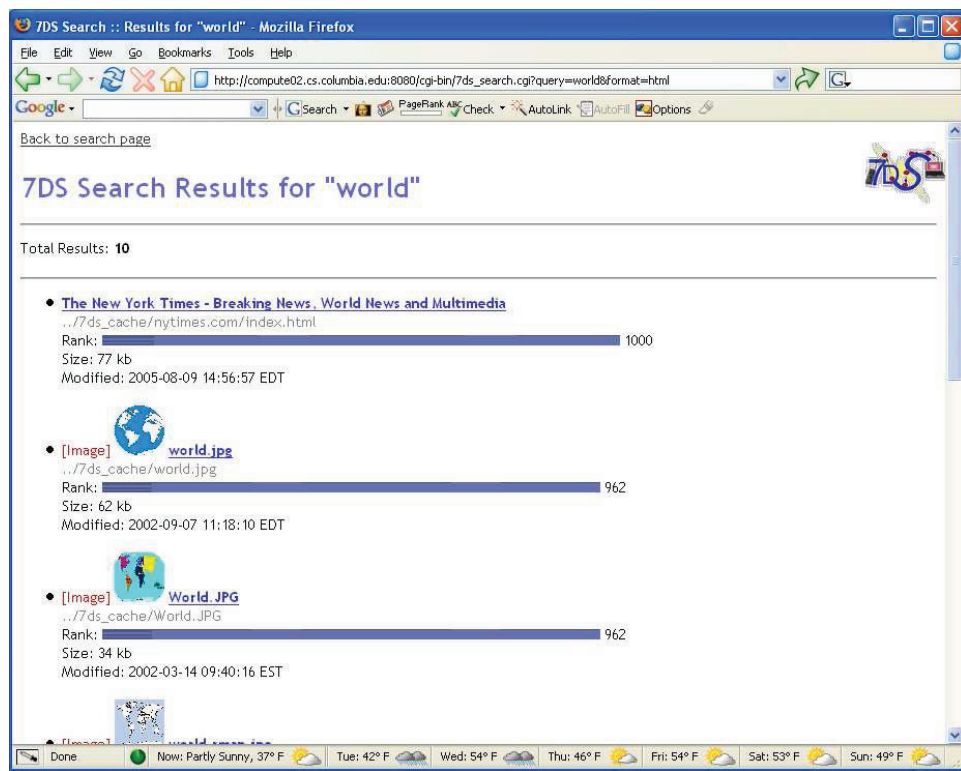 7DS Search :: Results for "world" - Mozilla Firefox
File Edit View Go Bookmarks Tools Help
http://compute02.cs.columbia.edu:8080/cgi-bin/7ds_search.cgi?query=world&format=html
G
Google
G Search PageRank ABC Check AutoLink AutoFill Options
Back to search page
7DS
7DS Search Results for "world"
Total Results: 10
The New York Times - Breaking News, World News and Multimedia
../7ds_cache/nytimes.com/index.html
Rank: 1000
Size: 77 kb
Modified: 2005-08-09 14:56:57 EDT
[Image] world.jpg
../7ds_cache/world.jpg
Rank: 962
Size: 62 kb
Modified: 2002-09-07 11:18:10 EDT
[Image] World.JPG
../7ds_cache/World.JPG
Rank: 962
Size: 34 kb
Modified: 2002-03-14 09:40:16 EST
[Image]
Done Now: Partly Sunny, 37° F Tue: 42° F Wed: 54° F Thu: 46° F Fri: 54° F Sat: 53° F Sun: 49° F